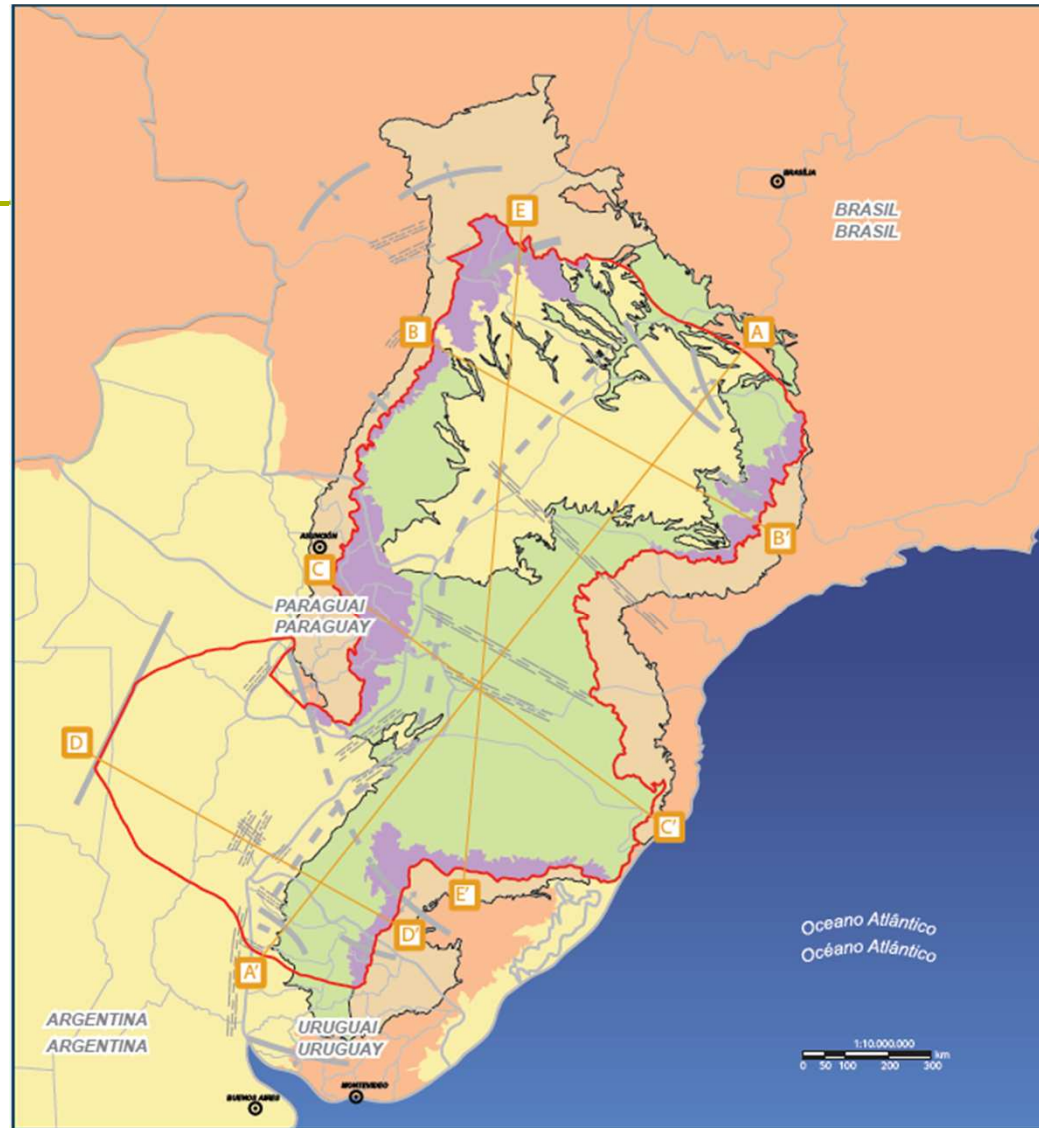 BRASÍLIA
BRASIL
BRASIL
E
B
A
B'
ASUNCIÓN
C
PARAGUAI
PARAGUAY
D
C'
E'
D'
A'
Oceano Atlântico
Océano Atlántico
ARGENTINA
ARGENTINA
URUGUAI
URUGUAY
1:10.000.000
km
0 50 100 200 300
MONTEVIDEO
BUENOS AIRES